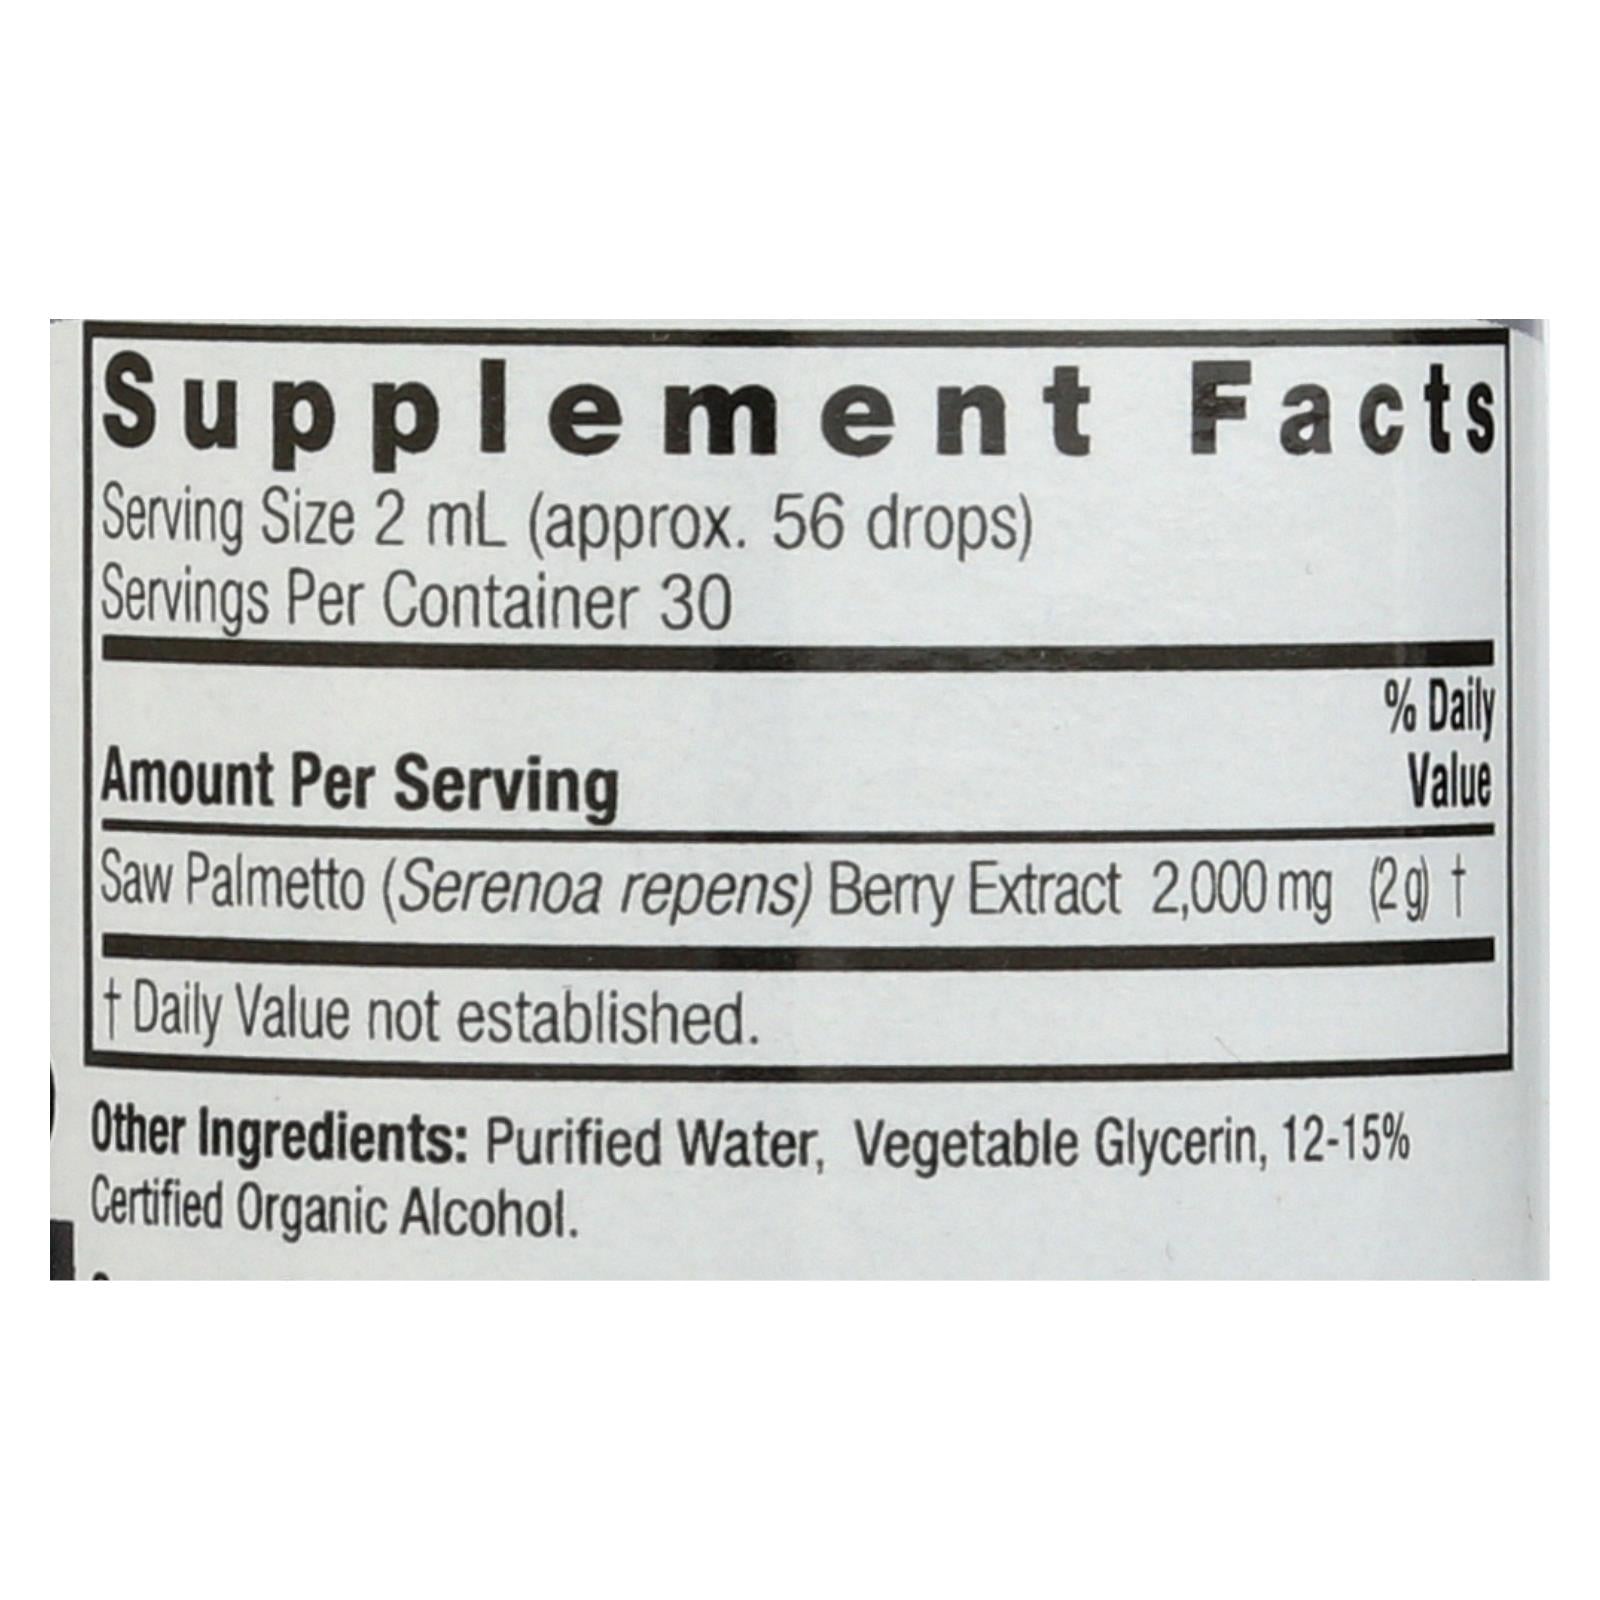 Supplement Facts
Serving Size 2 mL (approx. 56 drops)
Servings Per Container 30
% Daily
Value
Amount Per Serving
Saw Palmetto (Serenoa repens) Berry Extract 2,000 mg (2 g) †
† Daily Value not established.
Other Ingredients: Purified Water, Vegetable Glycerin, 12-15%
Certified Organic Alcohol.